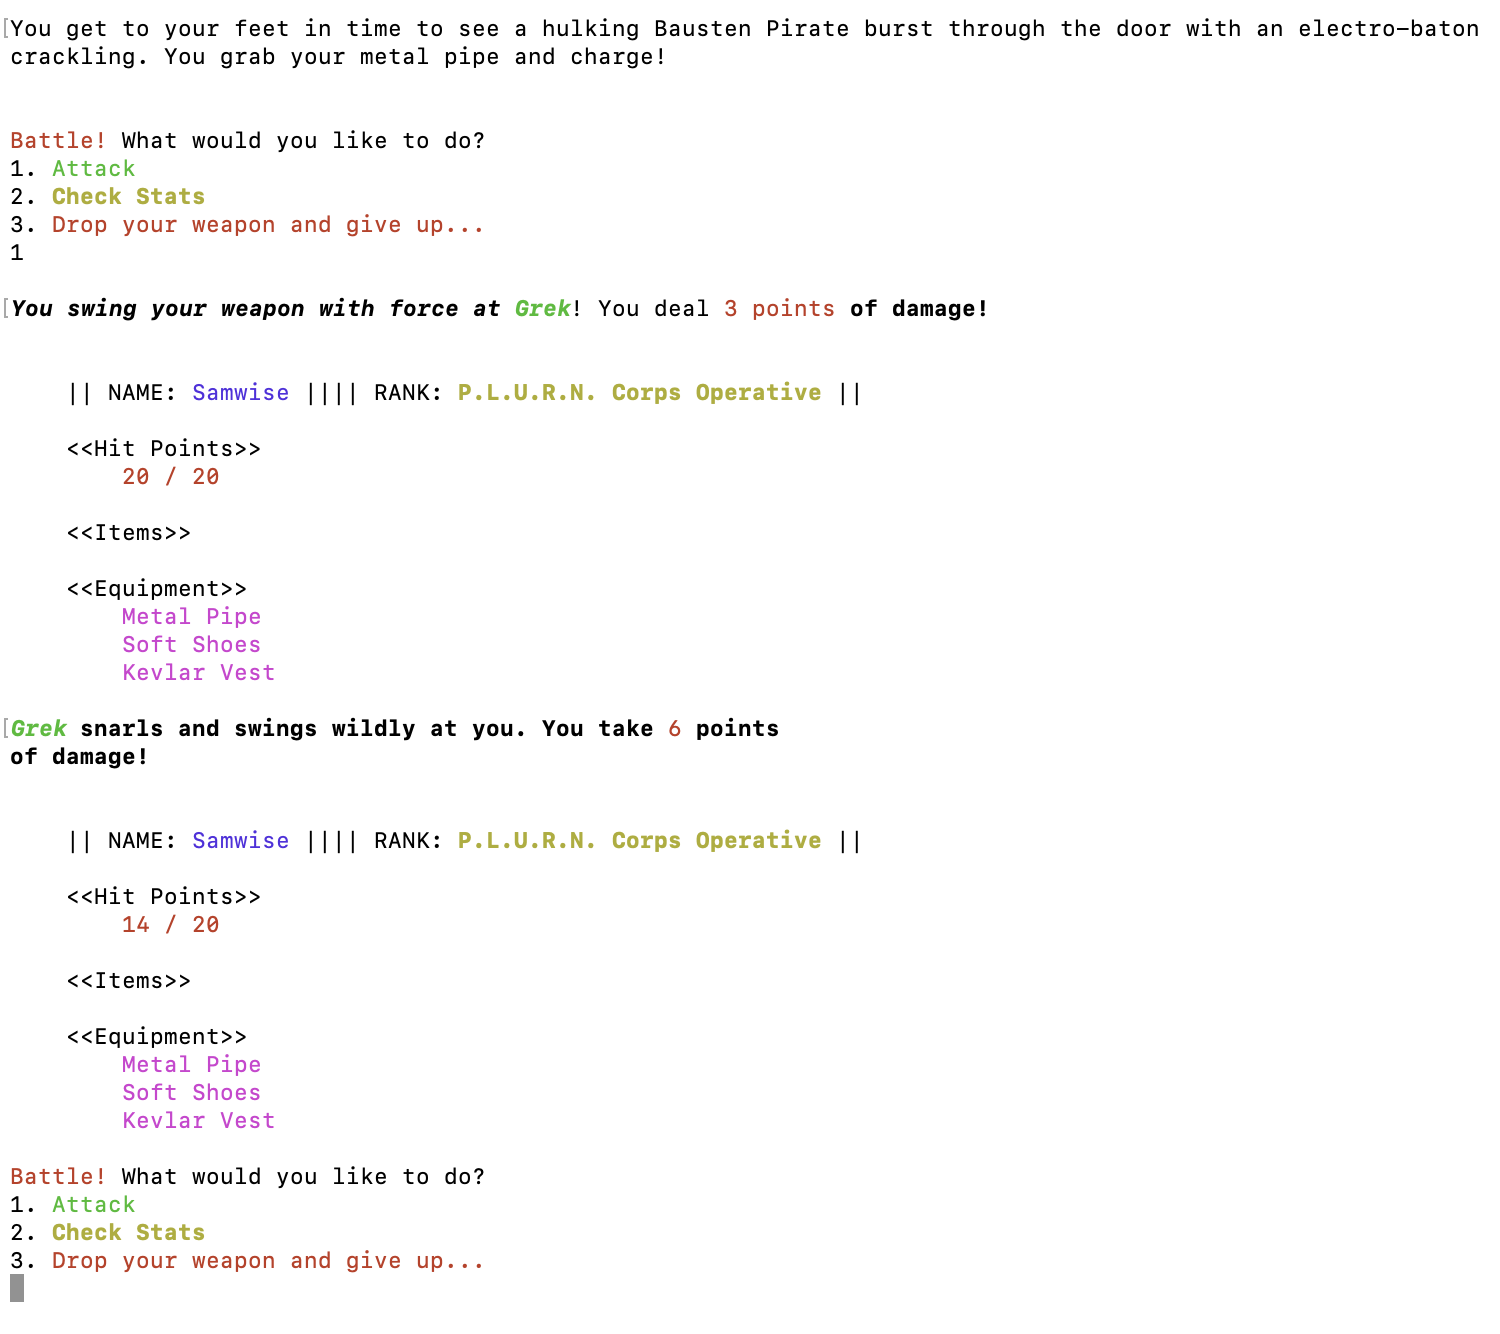 You get to your feet in time to see a hulking Bausten Pirate burst through the door with an electro-baton
crackling. You grab your metal pipe and charge!
Battle! What would you like to do?
1. Attack
2. Check Stats
3. Drop your weapon and give up...
1
You swing your weapon with force at Grek! You deal 3 points of damage!
|| NAME: Samwise |||| RANK: P.L.U.R.N. Corps Operative ||
<<Hit Points>>
20 / 20
<<Items>>
<<Equipment>>
Metal Pipe
Soft Shoes
Kevlar Vest
Grek snarls and swings wildly at you. You take 6 points
of damage!
|| NAME: Samwise |||| RANK: P.L.U.R.N. Corps Operative ||
<<Hit Points>>
14 / 20
<<Items>>
<<Equipment>>
Metal Pipe
Soft Shoes
Kevlar Vest
Battle! What would you like to do?
1. Attack
2. Check Stats
3. Drop your weapon and give up...